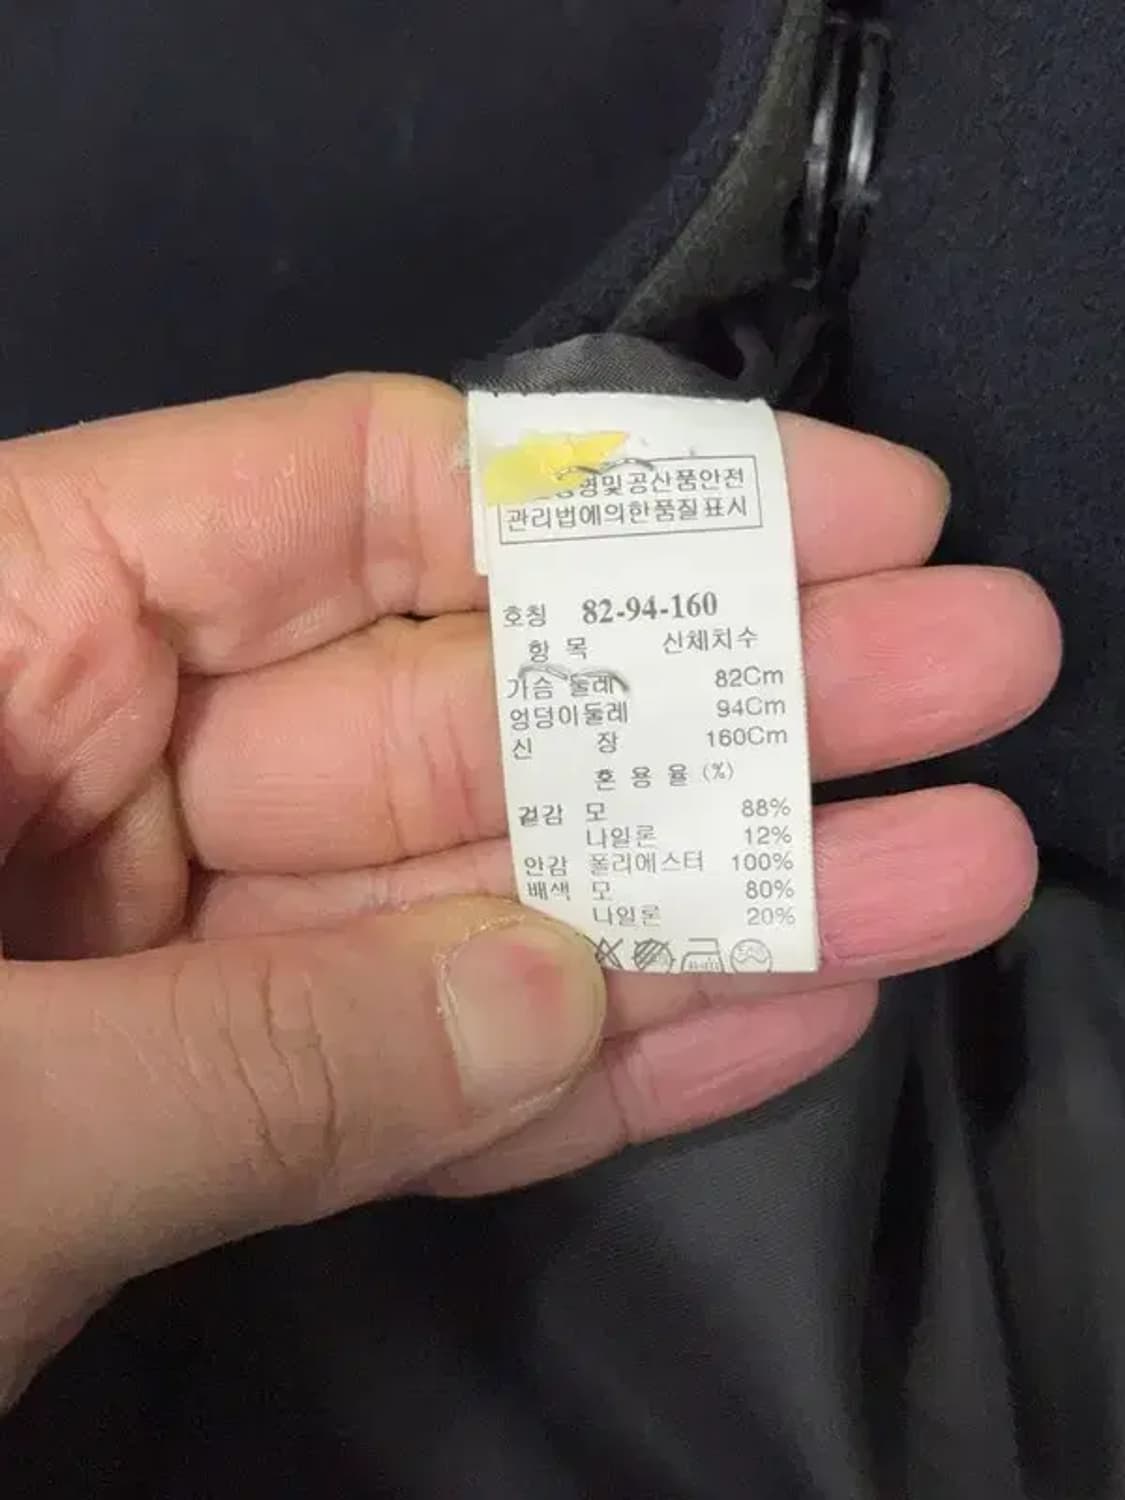 및공산품안전
관리법에의한품질표시
호칭 82-94-160
항 목 신체치수
가슴 둘레 82Cm
엉덩이둘레 94Cm
신 장 160Cm
혼 용 율 (%)
겉감 모 88%
나일론 12%
안감 폴리에스터 100%
배색 모 80%
나일론 20%